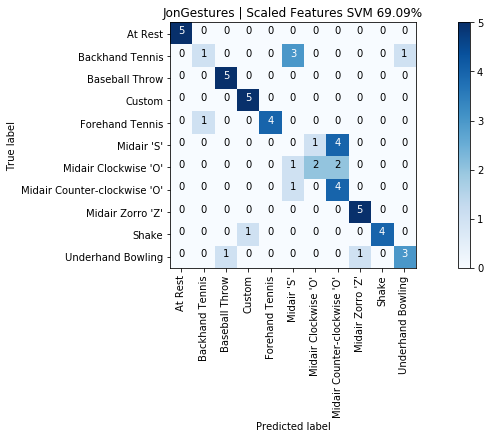 JonGestures | Scaled Features SVM 69.09%
True label
At Rest 5 0 0 0 0 0 0 0 0 0 0
Backhand Tennis 0 1 0 0 0 3 0 0 0 0 1
Baseball Throw 0 0 5 0 0 0 0 0 0 0 0
Custom 0 0 0 5 0 0 0 0 0 0 0
Forehand Tennis 0 1 0 0 4 0 0 0 0 0 0
Midair 'S' 0 0 0 0 0 0 1 4 0 0 0
Midair Clockwise 'O' 0 0 0 0 0 1 2 2 0 0 0
Midair Counter-clockwise 'O' 0 0 0 0 0 1 0 4 0 0 0
Midair Zorro 'Z' 0 0 0 0 0 0 0 0 5 0 0
Shake 0 0 0 1 0 0 0 0 0 4 0
Underhand Bowling 0 0 1 0 0 0 0 0 1 0 3
At Rest
Backhand Tennis
Baseball Throw
Custom
Forehand Tennis
Midair 'S'
Midair Clockwise 'O'
Midair Counter-clockwise 'O'
Midair Zorro 'Z'
Shake
Underhand Bowling
Predicted label
5
4
3
2
1
0